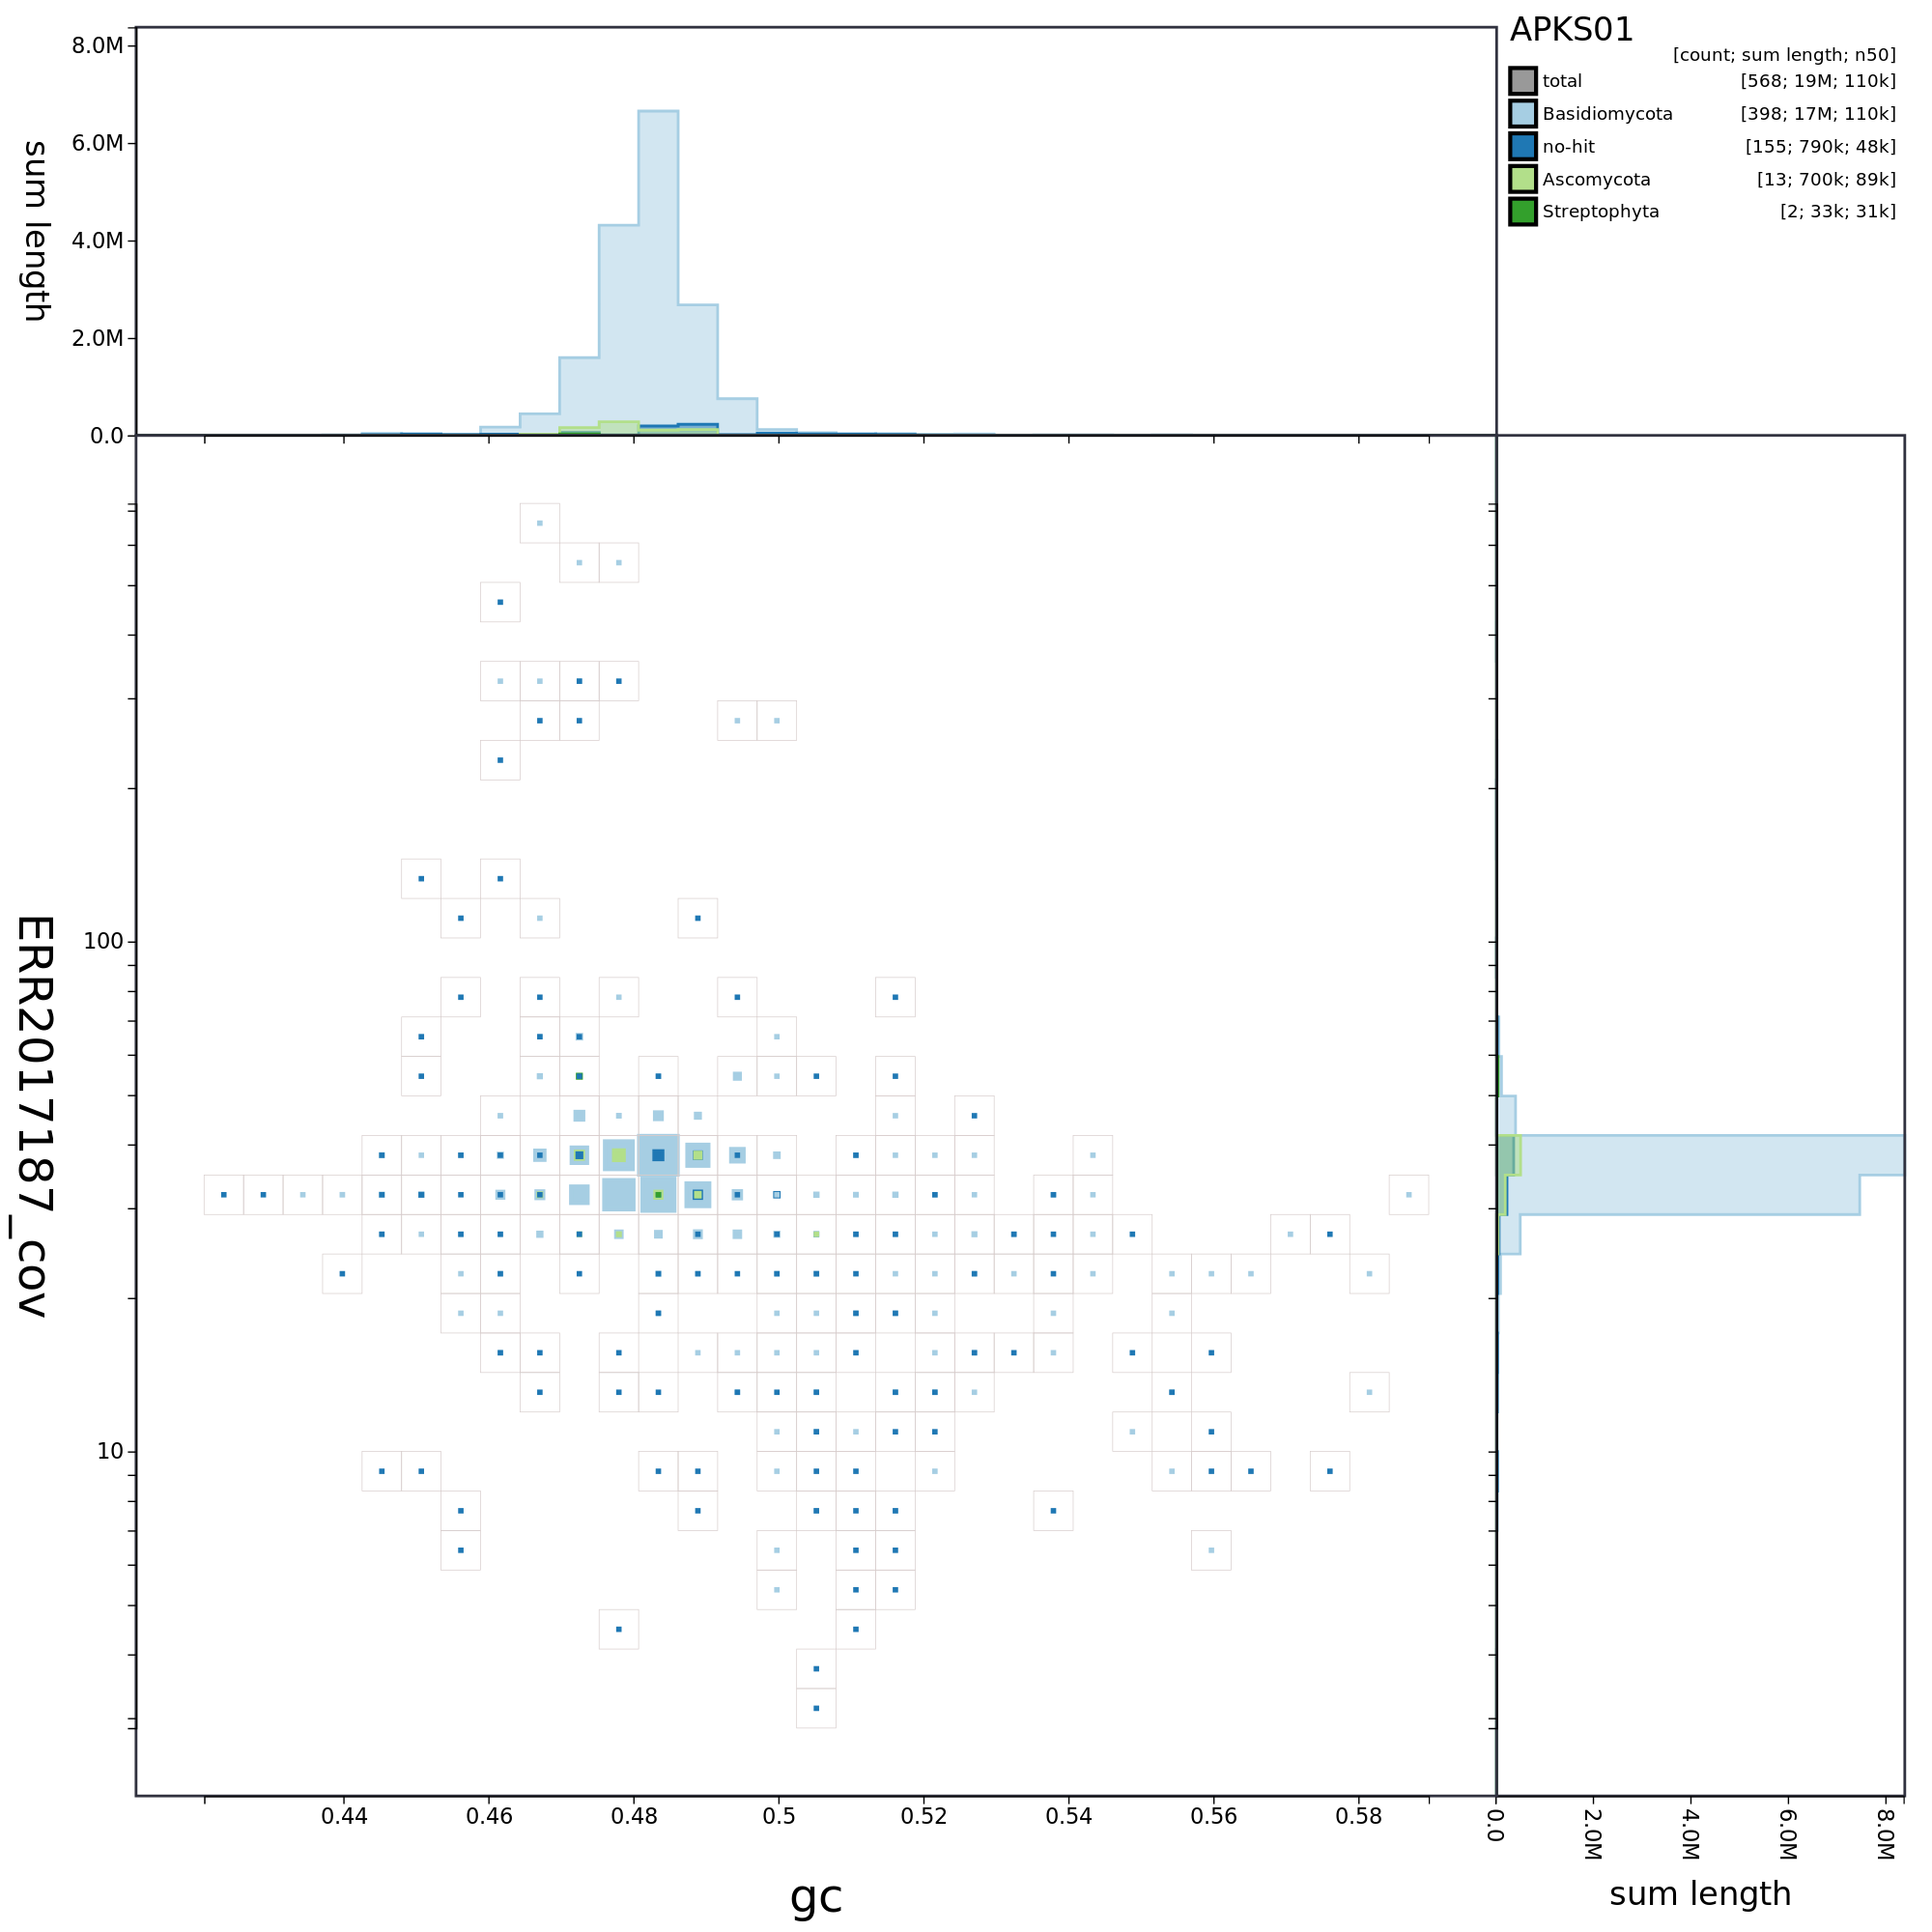 APKS01
[count; sum length; n50]
total [568; 19M; 110k]
Basidiomycota [398; 17M; 110k]
no-hit [155; 790k; 48k]
Ascomycota [13; 700k; 89k]
Streptophyta [2; 33k; 31k]
sum length
8.0M
6.0M
4.0M
2.0M
0.0
ERR2017187_cov
100
10
0.44 0.46 0.48 0.5 0.52 0.54 0.56 0.58
gc
0.0 2.0M 4.0M 6.0M 8.0M
sum length